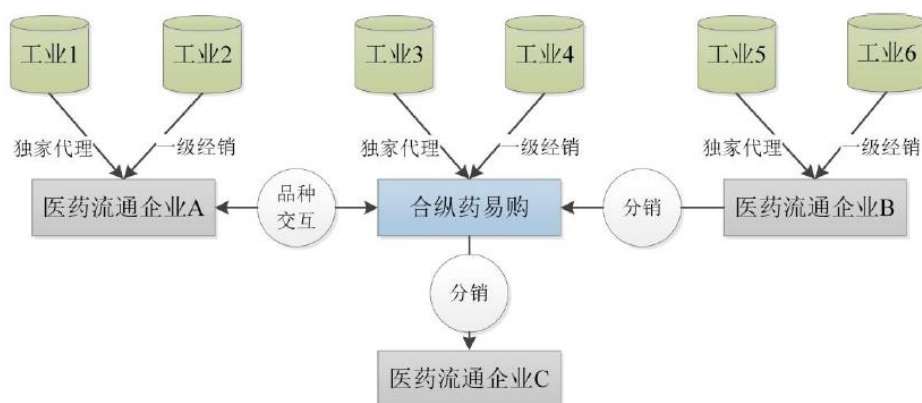 工业1
工业2
工业3
工业4
工业5
工业6
独家代理
一级经销
独家代理
一级经销
独家代理
一级经销
医药流通企业A
品种
交互
合纵药易购
分销
医药流通企业B
分销
医药流通企业C